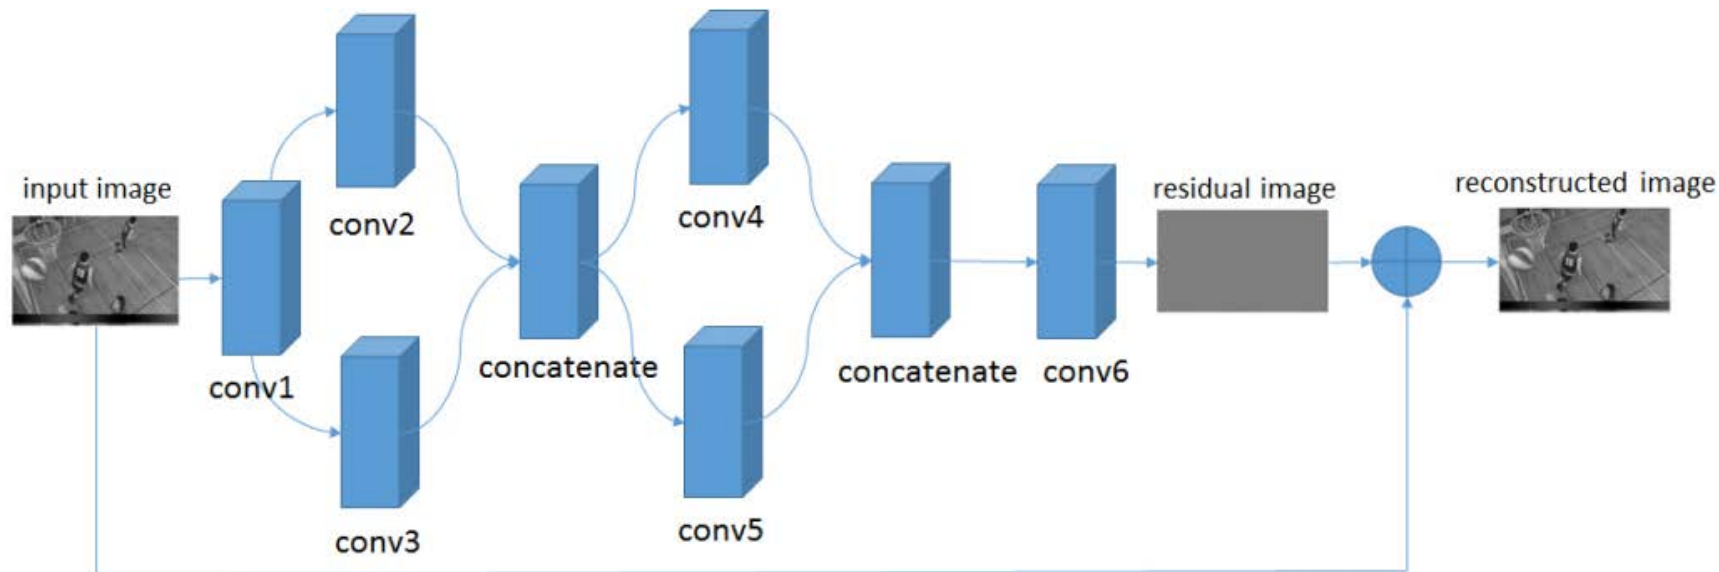 input image
conv1
conv2
conv3
concatenate
conv4
conv5
concatenate
conv6
residual image
reconstructed image